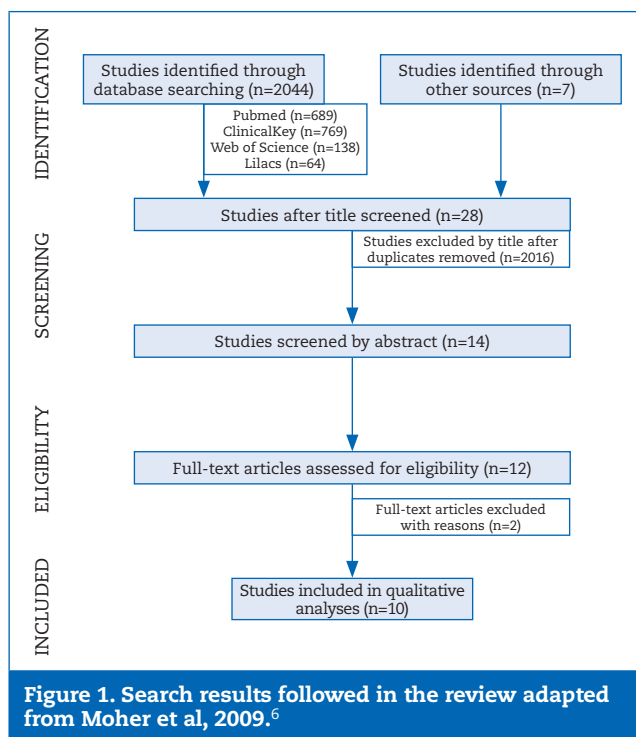 IDENTIFICATION
Studies identified through
database searching (n=2044)
Studies identified through
other sources (n=7)
Pubmed (n=689)
ClinicalKey (n=769)
Web of Science (n=138)
Lilacs (n=64)
Studies after title screened (n=28)
SCREENING
Studies excluded by title after
duplicates removed (n=2016)
Studies screened by abstract (n=14)
ELIGIBILITY
Full-text articles assessed for eligibility (n=12)
Full-text articles excluded
with reasons (n=2)
INCLUDED
Studies included in qualitative
analyses (n=10)
Figure 1. Search results followed in the review adapted
from Moher et al, 2009.⁶